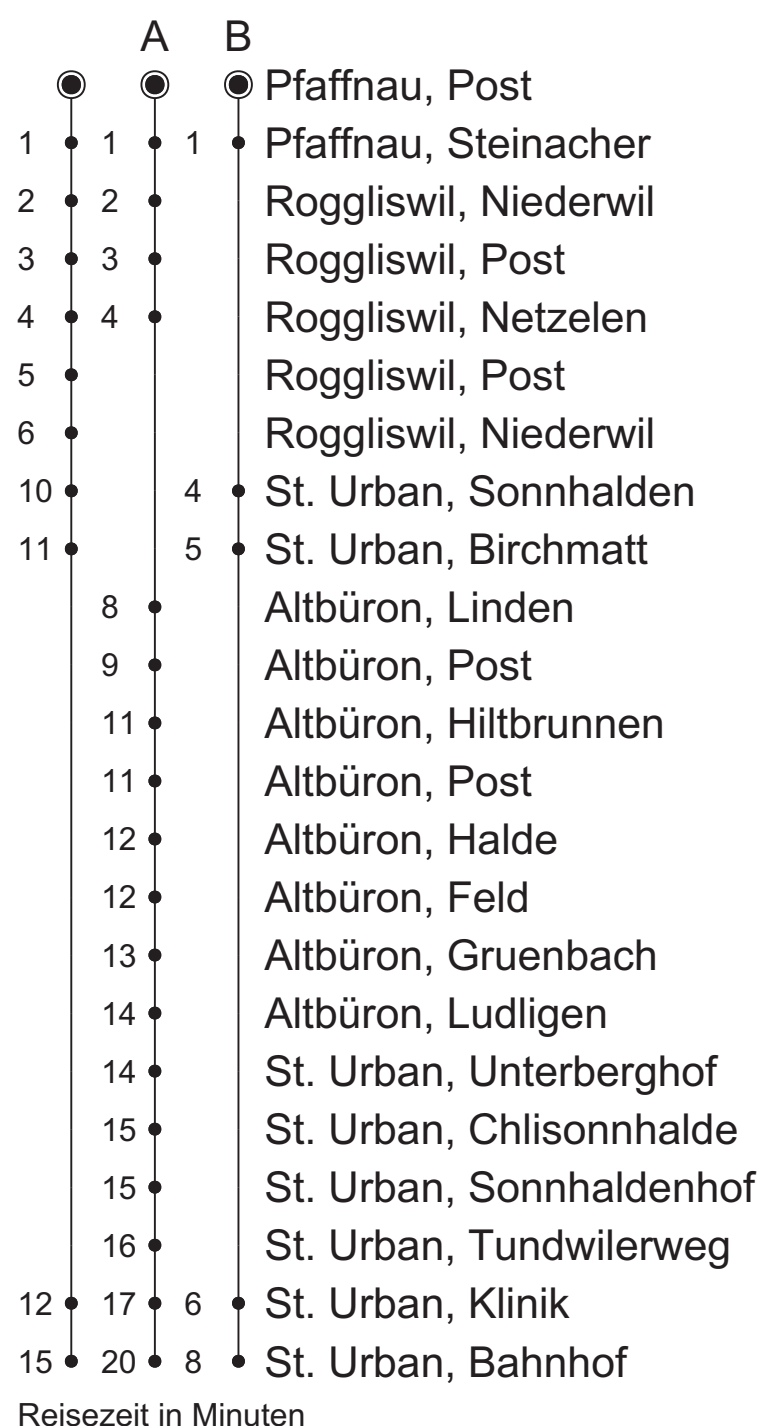 A B
Pfaffnau, Post
1 1 1 Pfaffnau, Steinacher
2 2 Roggliswil, Niederwil
3 3 Roggliswil, Post
4 4 Roggliswil, Netzelen
5 Roggliswil, Post
6 Roggliswil, Niederwil
10 4 St. Urban, Sonnhalden
11 5 St. Urban, Birchmatt
8 Altbüron, Linden
9 Altbüron, Post
11 Altbüron, Hiltbrunnen
11 Altbüron, Post
12 Altbüron, Halde
12 Altbüron, Feld
13 Altbüron, Gruenbach
14 Altbüron, Ludligen
14 St. Urban, Unterberghof
15 St. Urban, Chlisonnhalde
15 St. Urban, Sonnhaldenhof
16 St. Urban, Tundwilerweg
12 17 6 St. Urban, Klinik
15 20 8 St. Urban, Bahnhof
Reisezeit in Minuten